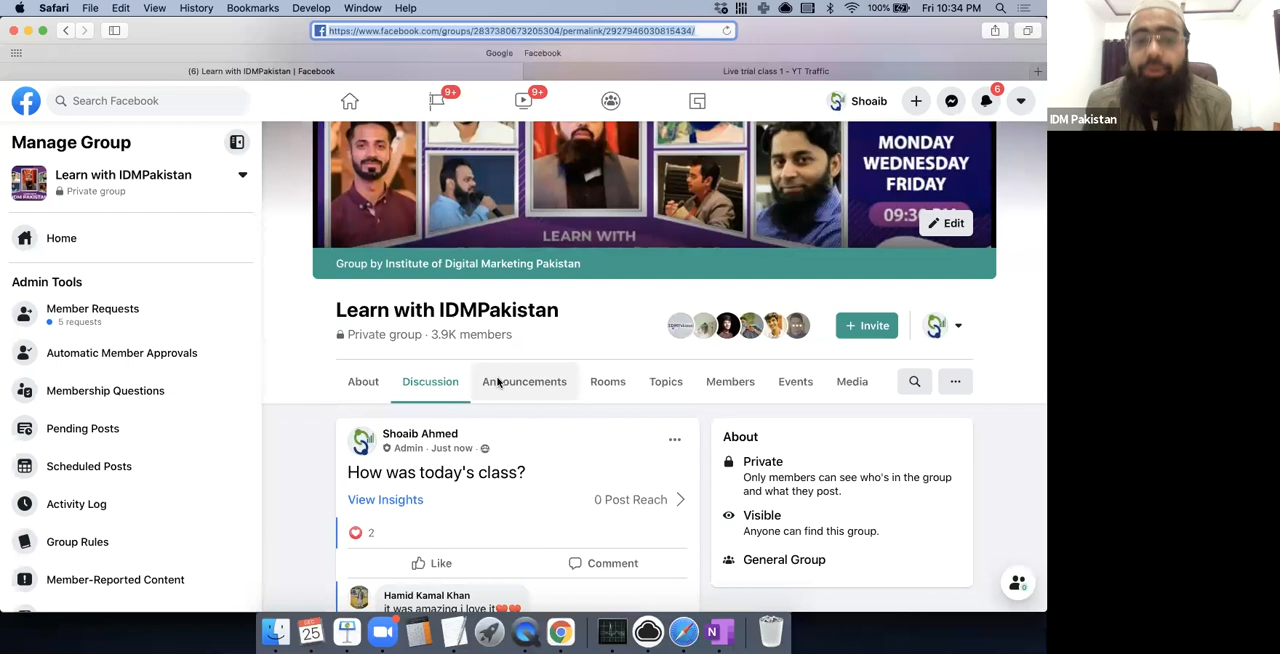 Safari File Edit View History Bookmarks Develop Window Help 100% Fri 10:34 PM
https://www.facebook.com/groups/2837380673205304/permalink/2927946030815434/
Google Facebook
(6) Learn with IDMPakistan | Facebook Live trial class 1 - YT Traffic
Search Facebook 9+ 9+ Shoaib 6
IDM Pakistan
Manage Group
Learn with IDMPakistan
Private group
Home
Admin Tools
Member Requests
5 requests
Automatic Member Approvals
Membership Questions
Pending Posts
Scheduled Posts
Activity Log
Group Rules
Member-Reported Content
MONDAY
WEDNESDAY
FRIDAY
Edit
LEARN WITH
Group by Institute of Digital Marketing Pakistan
Learn with IDMPakistan
Private group · 3.9K members
+ Invite
About Discussion Announcements Rooms Topics Members Events Media
Shoaib Ahmed
Admin · Just now ·
How was today's class?
View Insights 0 Post Reach
2
Like Comment
Hamid Kamal Khan
it was amazing i love it
About
Private
Only members can see who's in the group
and what they post.
Visible
Anyone can find this group.
General Group
DEC
25
N